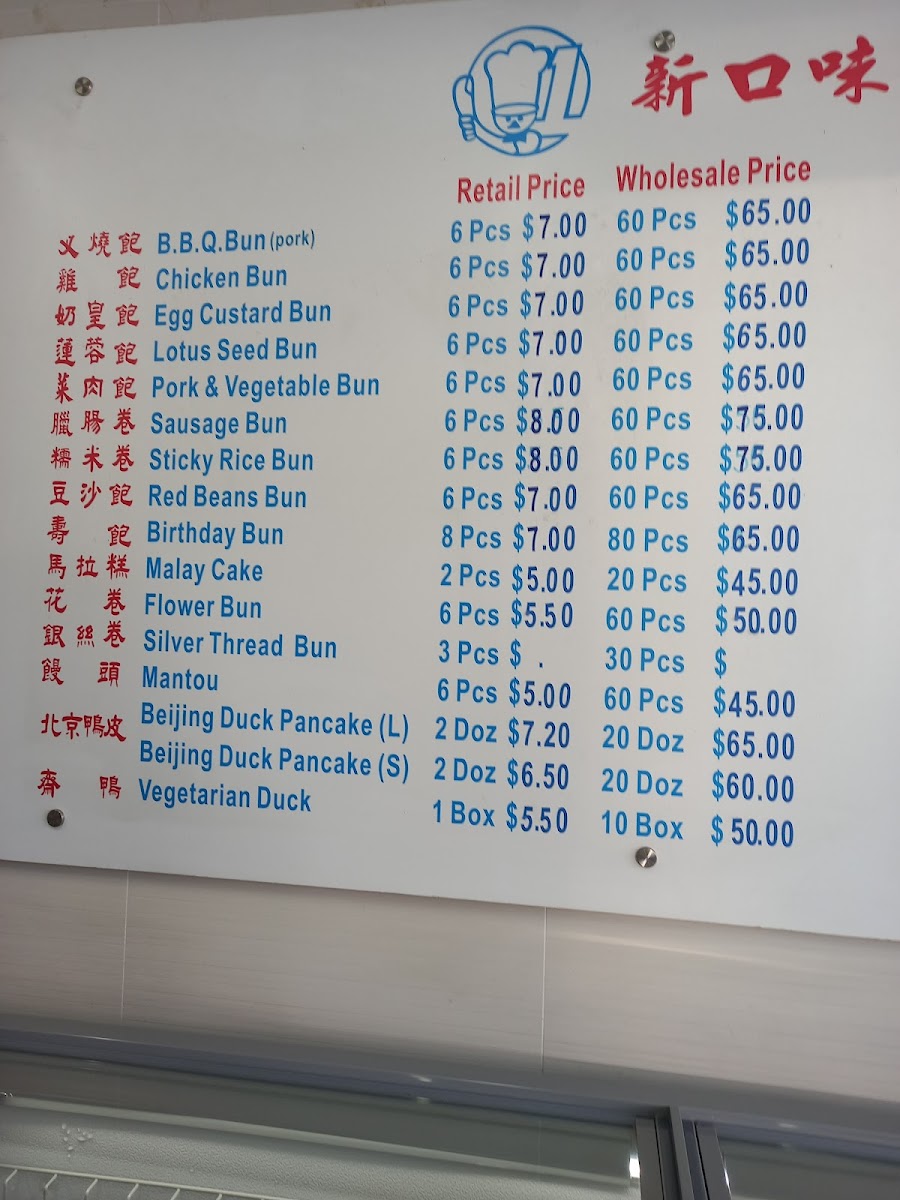 新口味
Retail Price Wholesale Price
叉燒飽 B.B.Q.Bun (pork) 6 Pcs $7.00 60 Pcs $65.00
雞飽 Chicken Bun 6 Pcs $7.00 60 Pcs $65.00
奶皇飽 Egg Custard Bun 6 Pcs $7.00 60 Pcs $65.00
蓮蓉飽 Lotus Seed Bun 6 Pcs $7.00 60 Pcs $65.00
菜肉飽 Pork & Vegetable Bun 6 Pcs $7.00 60 Pcs $65.00
臘腸卷 Sausage Bun 6 Pcs $8.00 60 Pcs $75.00
糯米卷 Sticky Rice Bun 6 Pcs $8.00 60 Pcs $75.00
豆沙飽 Red Beans Bun 6 Pcs $7.00 60 Pcs $65.00
壽飽 Birthday Bun 8 Pcs $7.00 80 Pcs $65.00
馬拉糕 Malay Cake 2 Pcs $5.00 20 Pcs $45.00
花卷 Flower Bun 6 Pcs $5.50 60 Pcs $50.00
銀絲卷 Silver Thread Bun 3 Pcs $ . 30 Pcs $
饅頭 Mantou 6 Pcs $5.00 60 Pcs $45.00
北京鴨皮 Beijing Duck Pancake (L) 2 Doz $7.20 20 Doz $65.00
Beijing Duck Pancake (S) 2 Doz $6.50 20 Doz $60.00
齋鴨 Vegetarian Duck 1 Box $5.50 10 Box $50.00